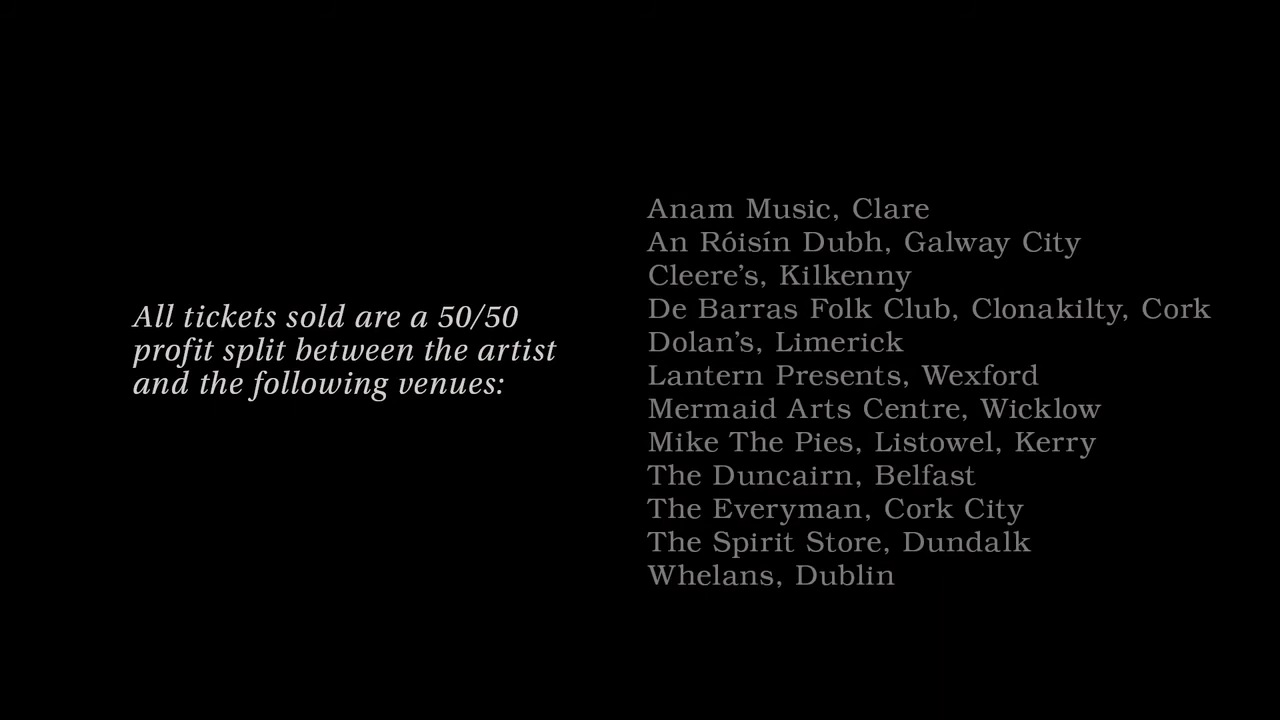 All tickets sold are a 50/50
profit split between the artist
and the following venues:
Anam Music, Clare
An Róisín Dubh, Galway City
Cleere's, Kilkenny
De Barras Folk Club, Clonakilty, Cork
Dolan's, Limerick
Lantern Presents, Wexford
Mermaid Arts Centre, Wicklow
Mike The Pies, Listowel, Kerry
The Duncairn, Belfast
The Everyman, Cork City
The Spirit Store, Dundalk
Whelans, Dublin